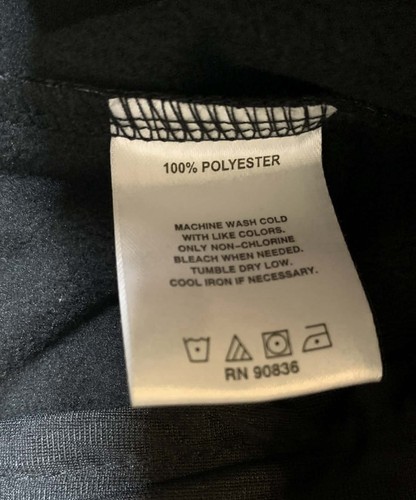 100% POLYESTER
MACHINE WASH COLD
WITH LIKE COLORS.
ONLY NON-CHLORINE
BLEACH WHEN NEEDED.
TUMBLE DRY LOW.
COOL IRON IF NECESSARY.
RN 90836